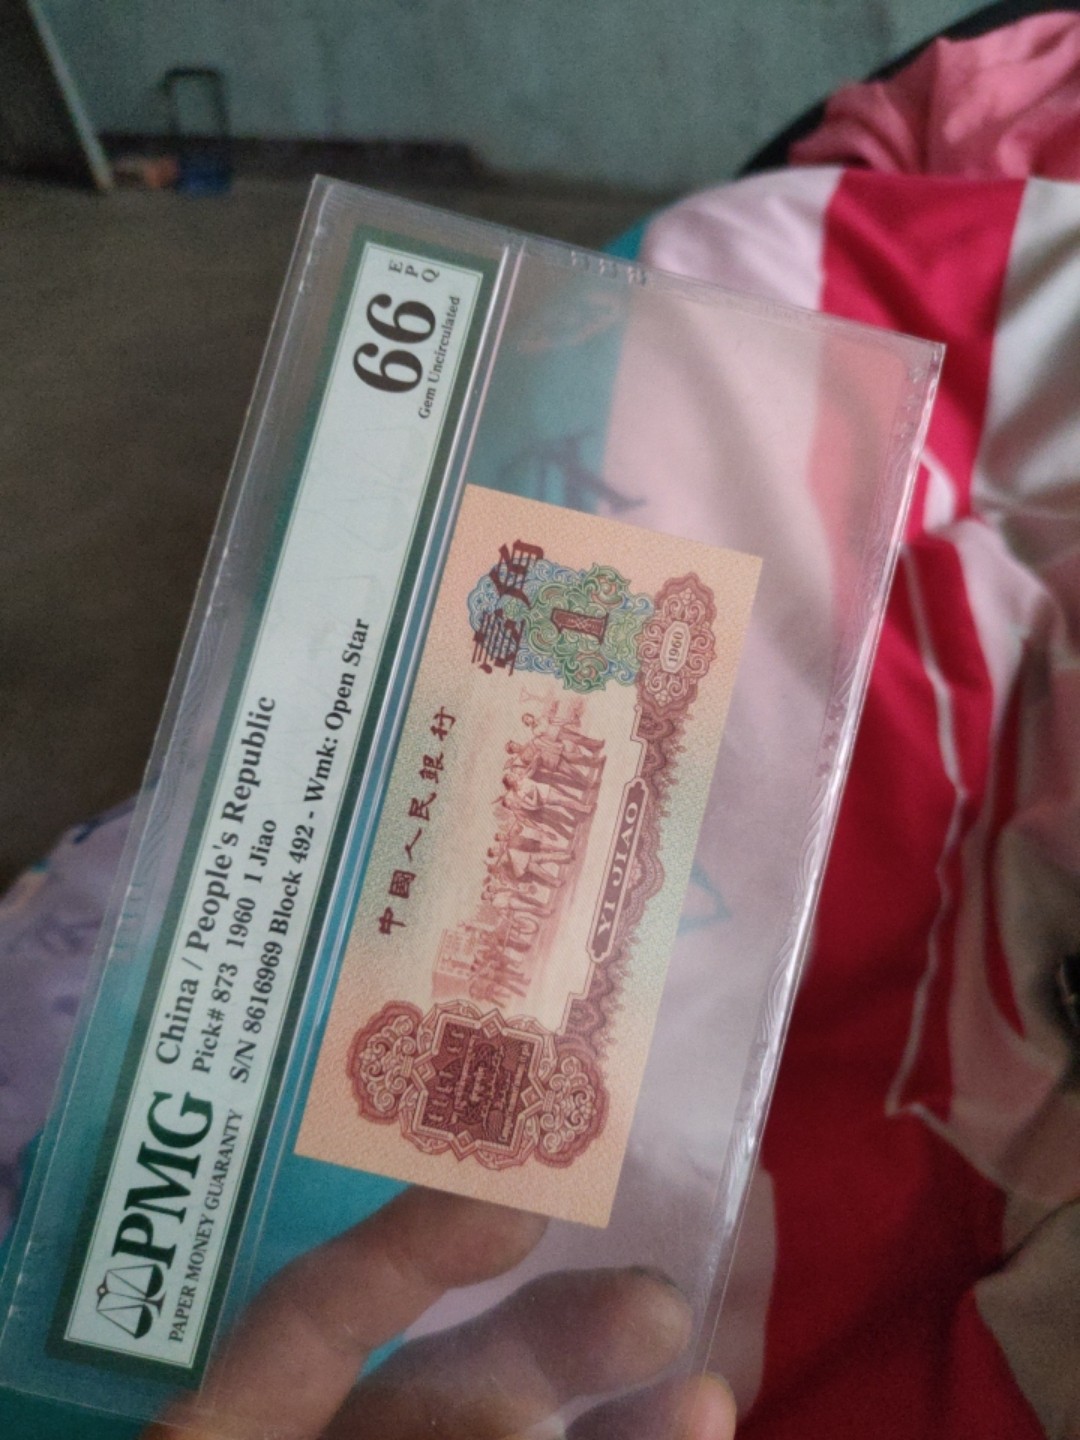 PMG
PAPER MONEY GUARANTY
China / People's Republic
Pick# 873 1960 1 Jiao
S/N 8616969 Block 492 - Wmk: Open Star
66
EPQ
Gem Uncirculated
中國人民銀行
壹角
1
1960
YI JIAO